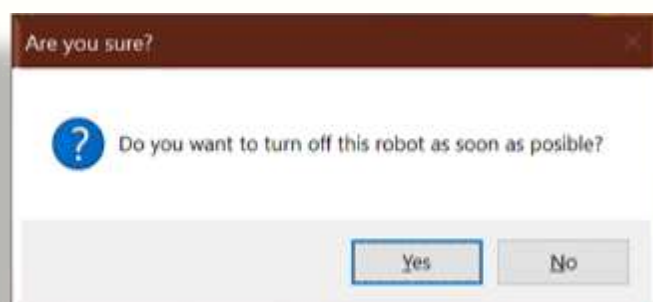 Are you sure?
Do you want to turn off this robot as soon as posible?
Yes
No